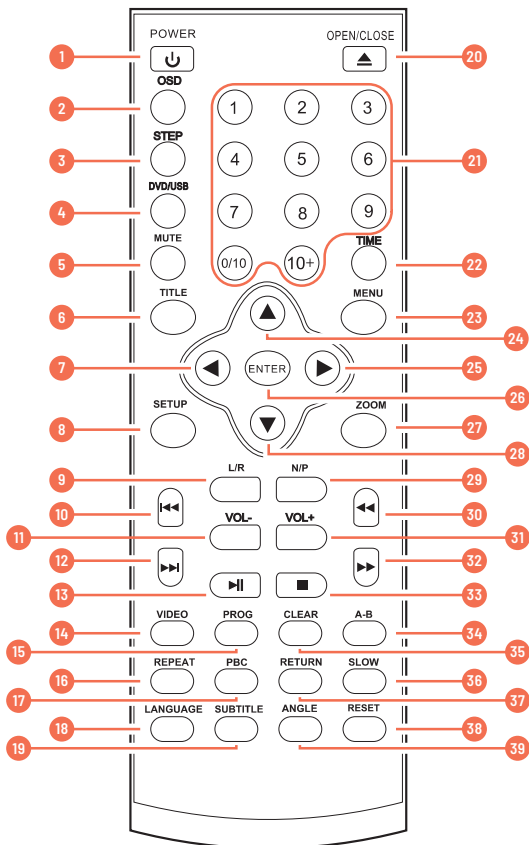 POWER OPEN/CLOSE
1 20
OSD
2 1 2 3
STEP
3 4 5 6 21
DVD/USB
4 7 8 9
MUTE TIME
5 0/10 10+ 22
TITLE MENU
6 23
24
7 ENTER 25
26
SETUP ZOOM
8 27
28
L/R N/P
9 29
10 30
VOL- VOL+
11 31
12 32
13 33
VIDEO PROG CLEAR A-B
14 34
15 35
REPEAT PBC RETURN SLOW
16 36
17 37
LANGUAGE SUBTITLE ANGLE RESET
18 38
19 39